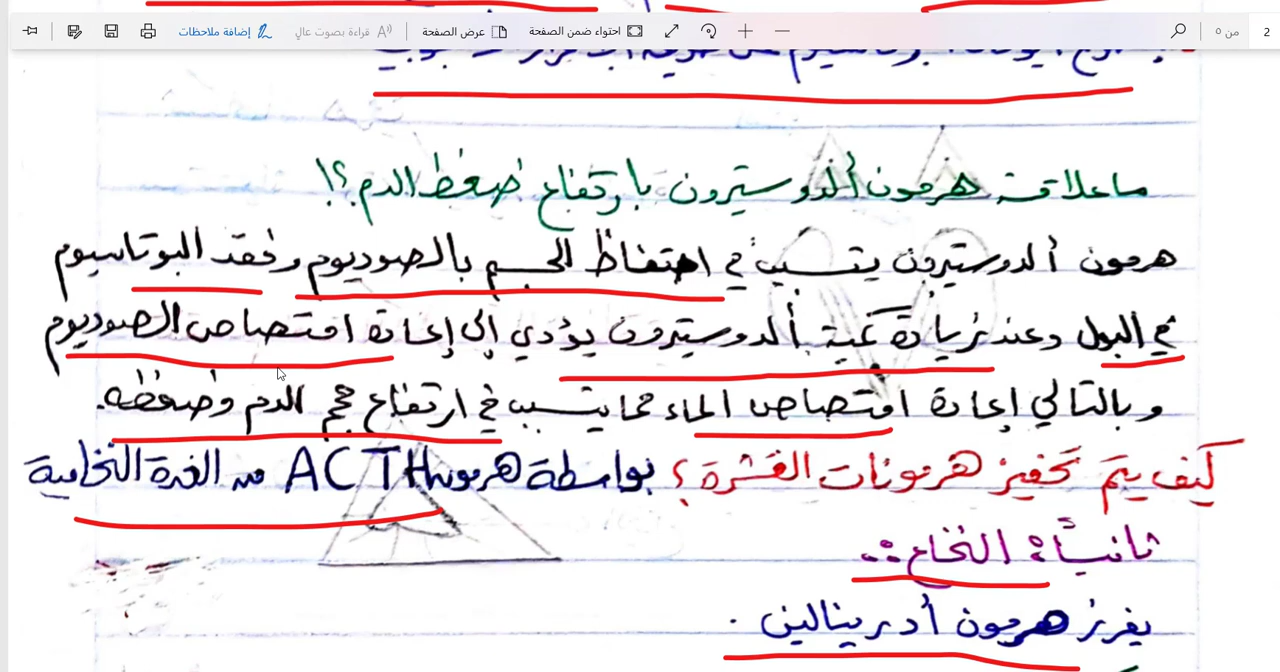 2 من ٥ احتواء ضمن الصفحة عرض الصفحة قراءة بصوت عالٍ إضافة ملاحظات
ما علاقة هرمون ألدوستيرون بارتفاع ضغط الدم؟!
هرمون ألدوستيرون يتسبب في احتفاظ الجسم بالصوديوم وفقد البوتاسيوم
في البول وعند زيادة كمية ألدوستيرون يؤدي إلى إعادة امتصاص الصوديوم
وبالتالي إعادة امتصاص الماء مما يتسبب في ارتفاع حجم الدم وضغطه.
كيف يتم تحفيز هرمونات القشرة؟ بواسطة هرمون ACTH من الغدة النخامية
ثانياً: النخاع:
يفرز هرمون أدرينالين.